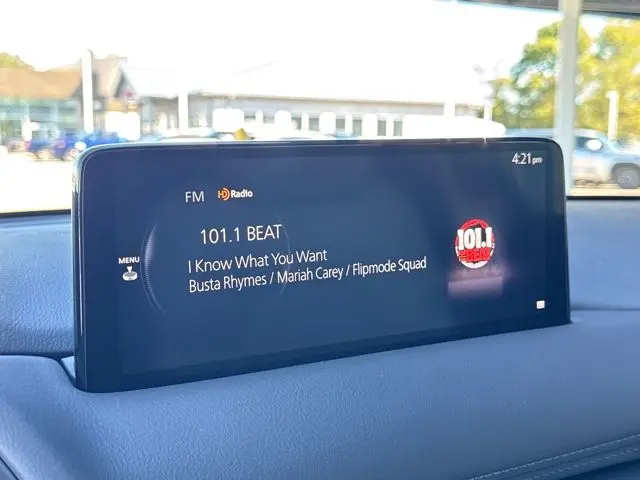 4:21 pm
FM HD Radio
101.1 BEAT
MENU
I Know What You Want
Busta Rhymes / Mariah Carey / Flipmode Squad
101.1
THE BEAT